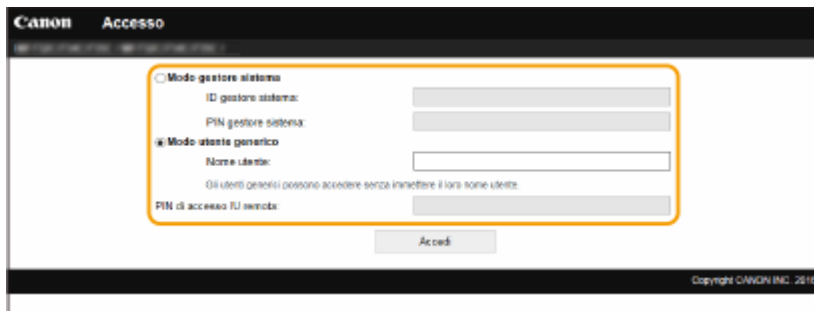 Canon Accesso
Modo gestore sistema
ID gestore sistema:
PIN gestore sistema:
Modo utente generico
Nome utente:
Gli utenti generici possono accedere senza immettere il loro nome utente.
PIN di accesso IU remota:
Accedi
Copyright CANON INC. 2016